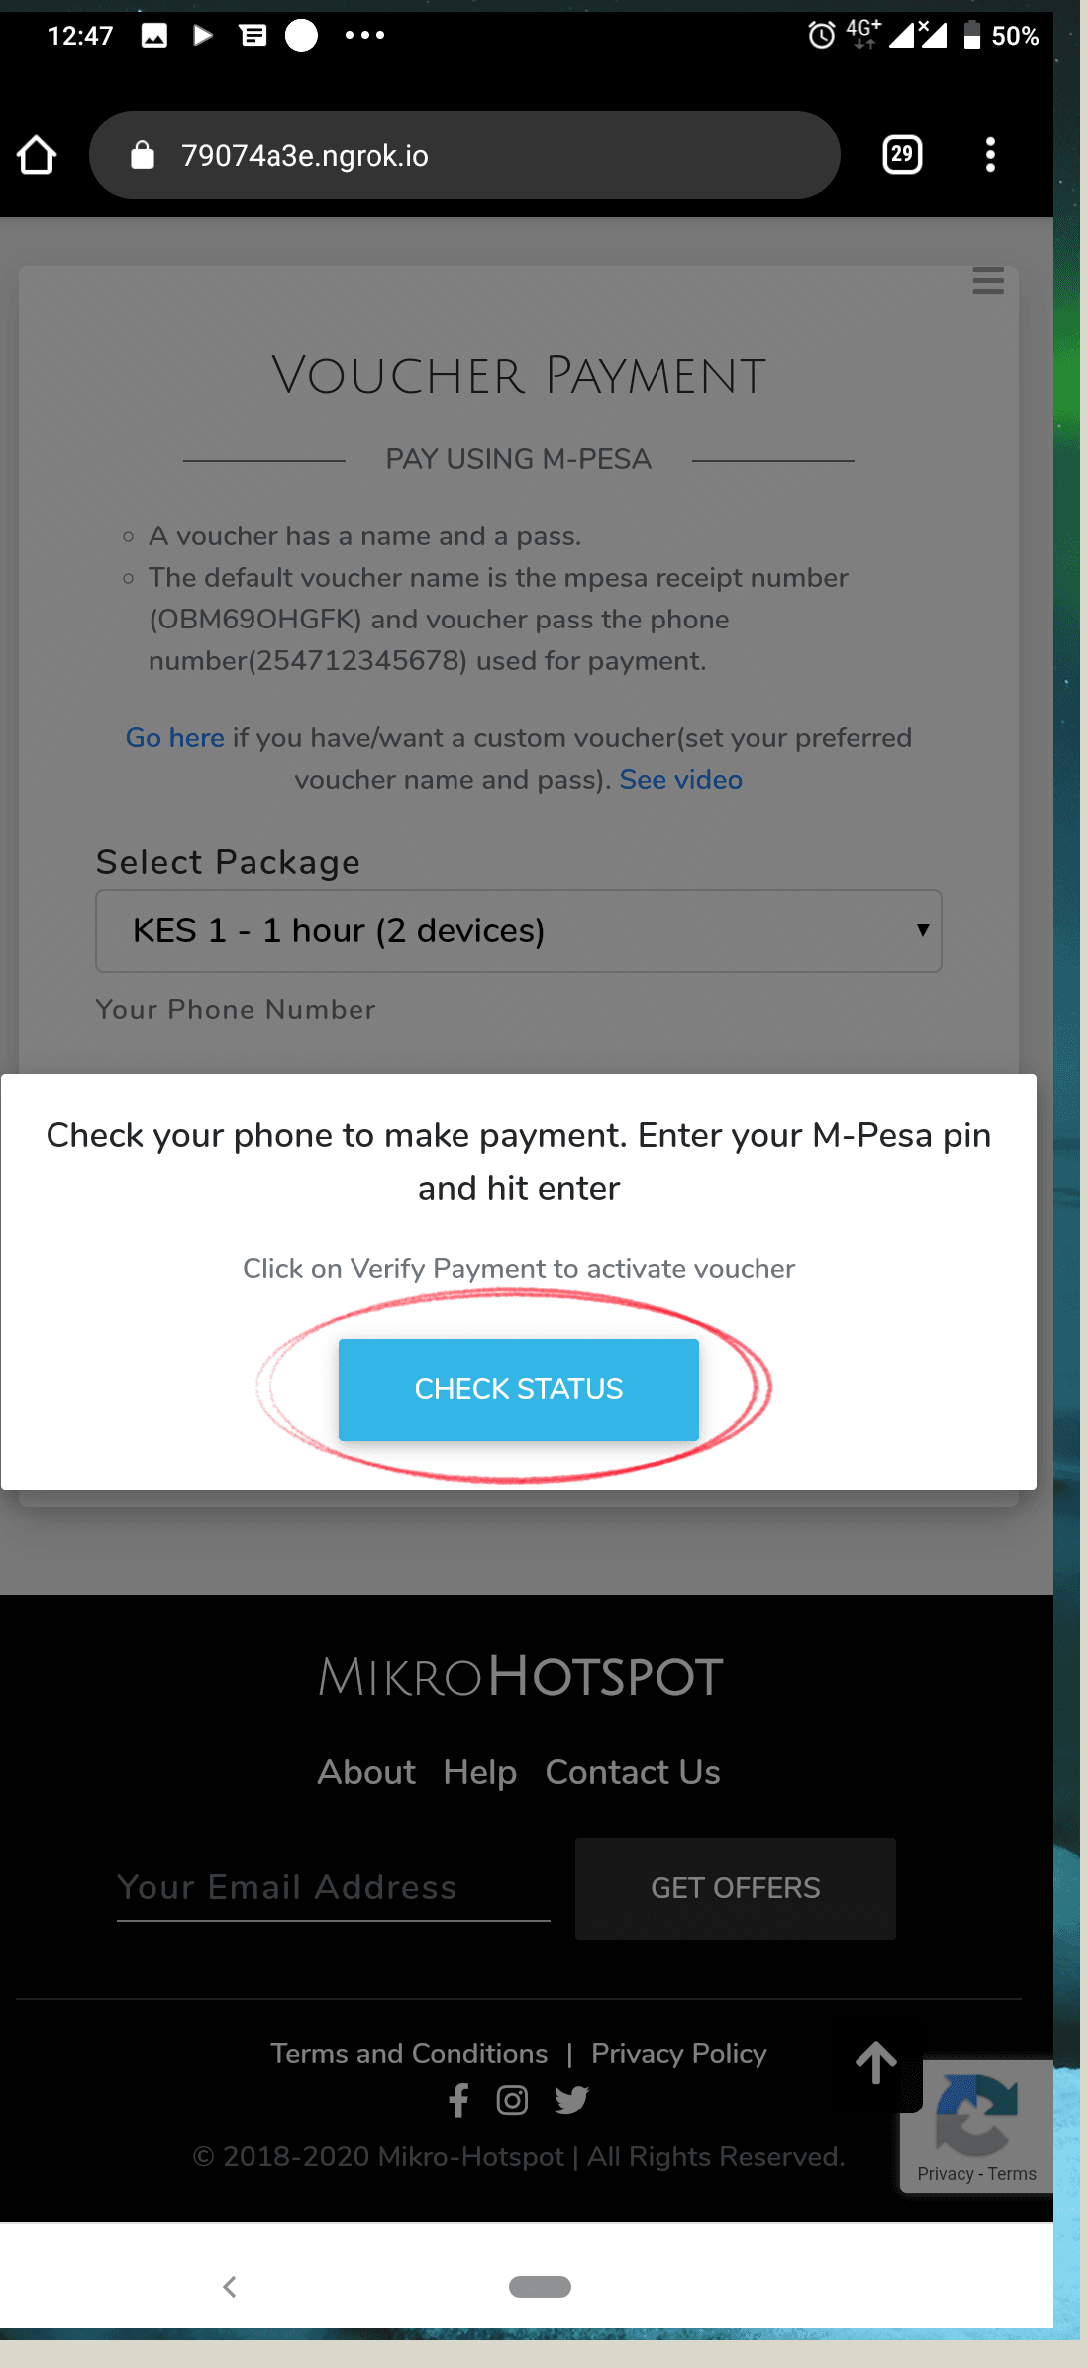 12:47
4G+
50%
79074a3e.ngrok.io
29
VOUCHER PAYMENT
PAY USING M-PESA
A voucher has a name and a pass.
The default voucher name is the mpesa receipt number
(OBM69OHGFK) and voucher pass the phone
number(254712345678) used for payment.
Go here if you have/want a custom voucher(set your preferred
voucher name and pass). See video
Select Package
KES 1 - 1 hour (2 devices)
Your Phone Number
Check your phone to make payment. Enter your M-Pesa pin
and hit enter
Click on Verify Payment to activate voucher
CHECK STATUS
MIKROHOTSPOT
About Help Contact Us
Your Email Address
GET OFFERS
Terms and Conditions | Privacy Policy
© 2018-2020 Mikro-Hotspot | All Rights Reserved.
Privacy - Terms